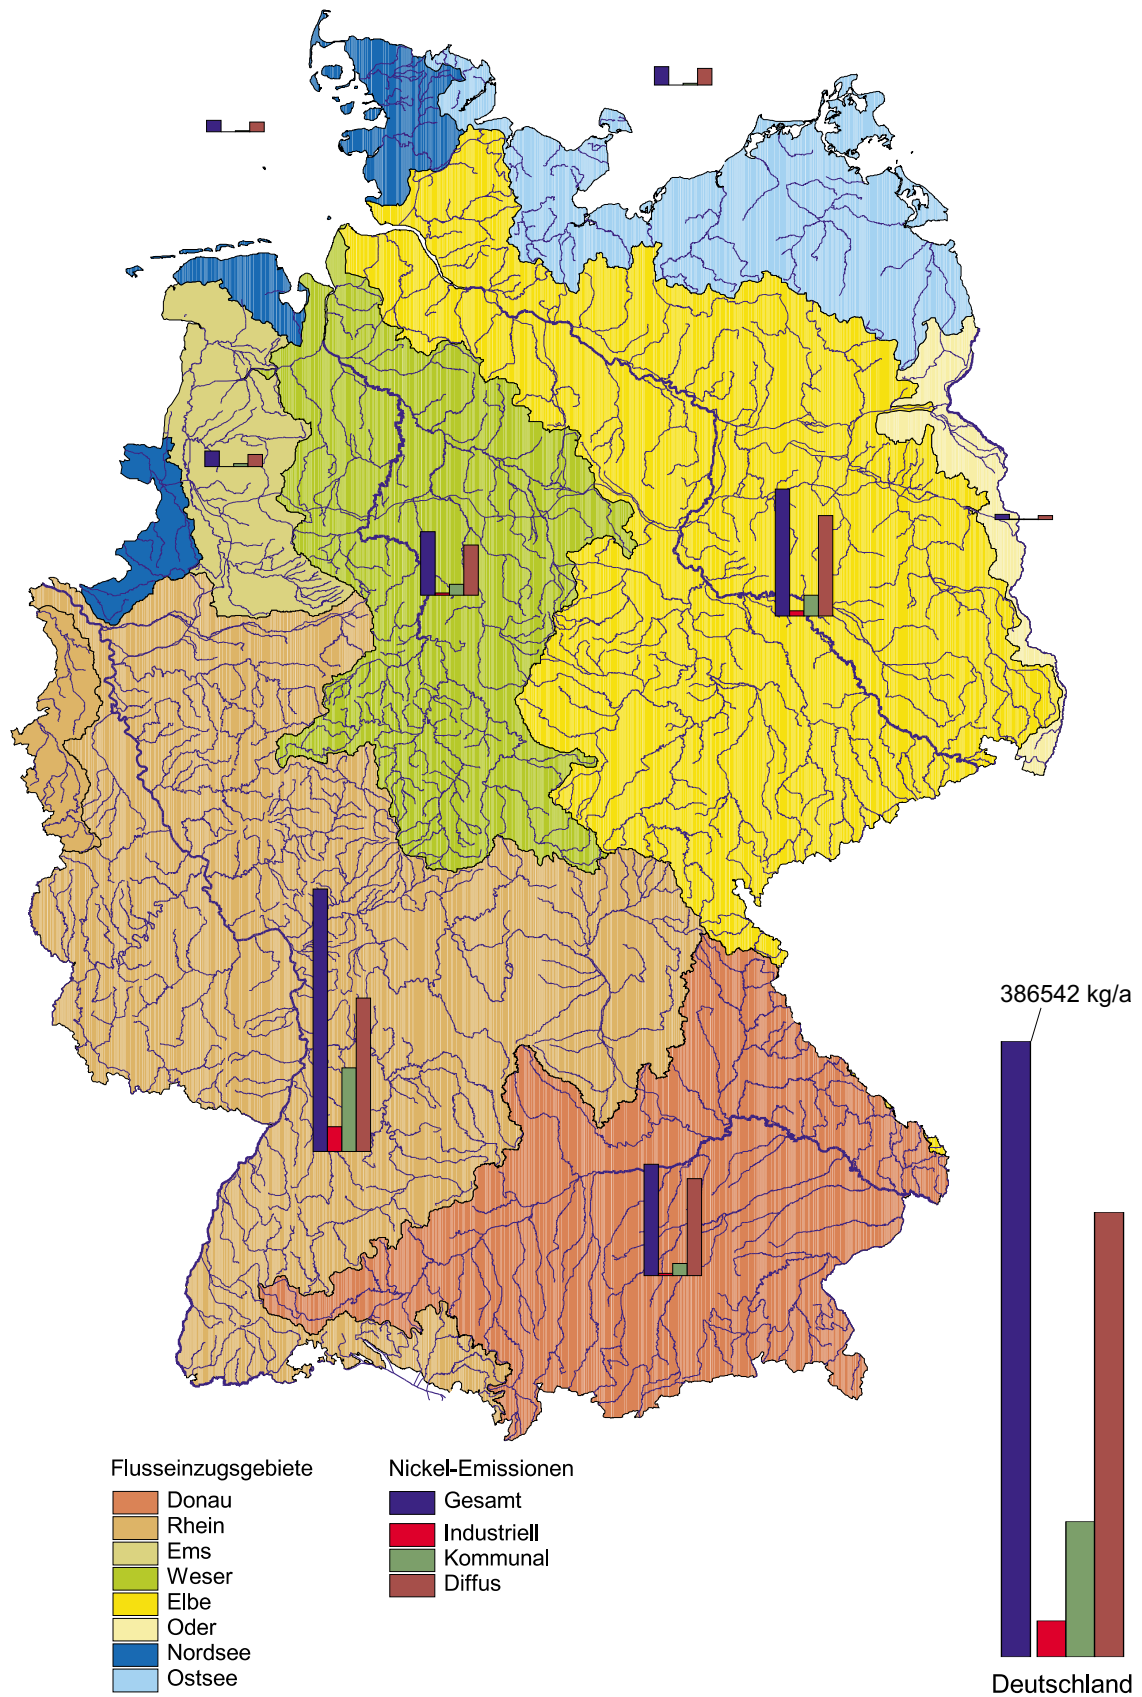 386542 kg/a
Deutschland
Flusseinzugsgebiete
Donau
Rhein
Ems
Weser
Elbe
Oder
Nordsee
Ostsee
Nickel-Emissionen
Gesamt
Industriell
Kommunal
Diffus